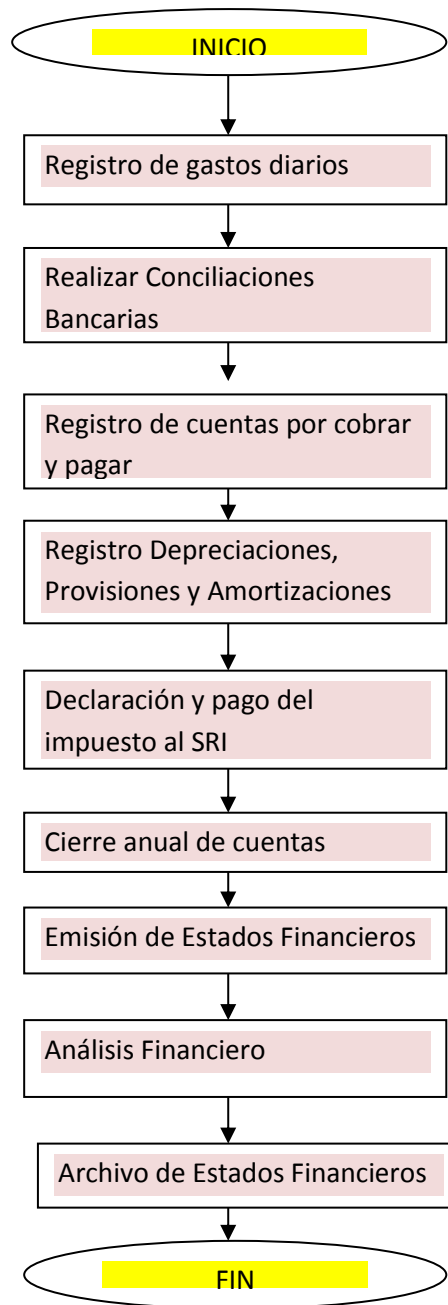 INICIO
Registro de gastos diarios
Realizar Conciliaciones
Bancarias
Registro de cuentas por cobrar
y pagar
Registro Depreciaciones,
Provisiones y Amortizaciones
Declaración y pago del
impuesto al SRI
Cierre anual de cuentas
Emisión de Estados Financieros
Análisis Financiero
Archivo de Estados Financieros
FIN